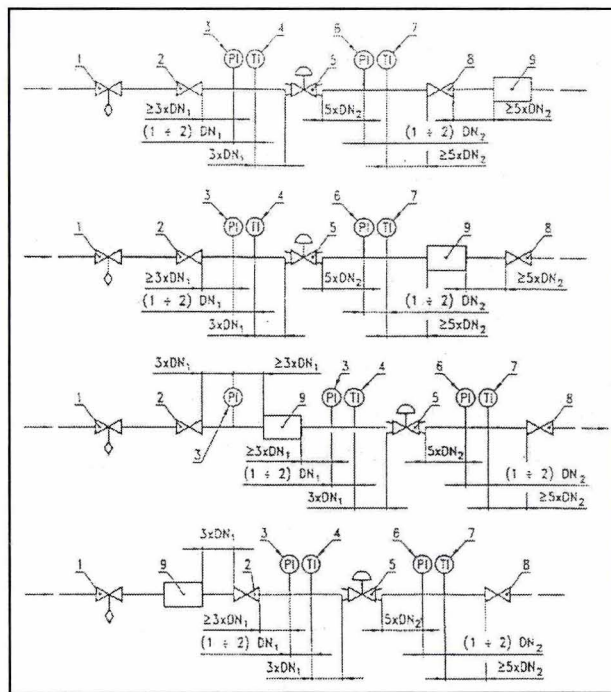 3 4 6 7
1 2 PI TI 5 PI TI 8 9
≥3xDN₁ 5xDN₂ ≥5xDN₂
(1 ÷ 2) DN₁ (1 ÷ 2) DN₂
3xDN₁ ≥5xDN₂
3 4 6 7
1 2 PI TI 5 PI TI 9 8
≥3xDN₁ 5xDN₂ ≥5xDN₂
(1 ÷ 2) DN₁ (1 ÷ 2) DN₂
3xDN₁ ≥5xDN₂
3xDN₁ ≥3xDN₁ 3 4 6 7
1 2 PI 9 PI TI 5 PI TI 8
3
≥3xDN₁ 5xDN₂
(1 ÷ 2) DN₁ (1 ÷ 2) DN₂
3xDN₁ ≥5xDN₂
3xDN₁ 3 4 6 7
1 9 2 PI TI 5 PI TI 8
≥3xDN₁ 5xDN₂
(1 ÷ 2) DN₁ (1 ÷ 2) DN₂
3xDN₁ ≥5xDN₂